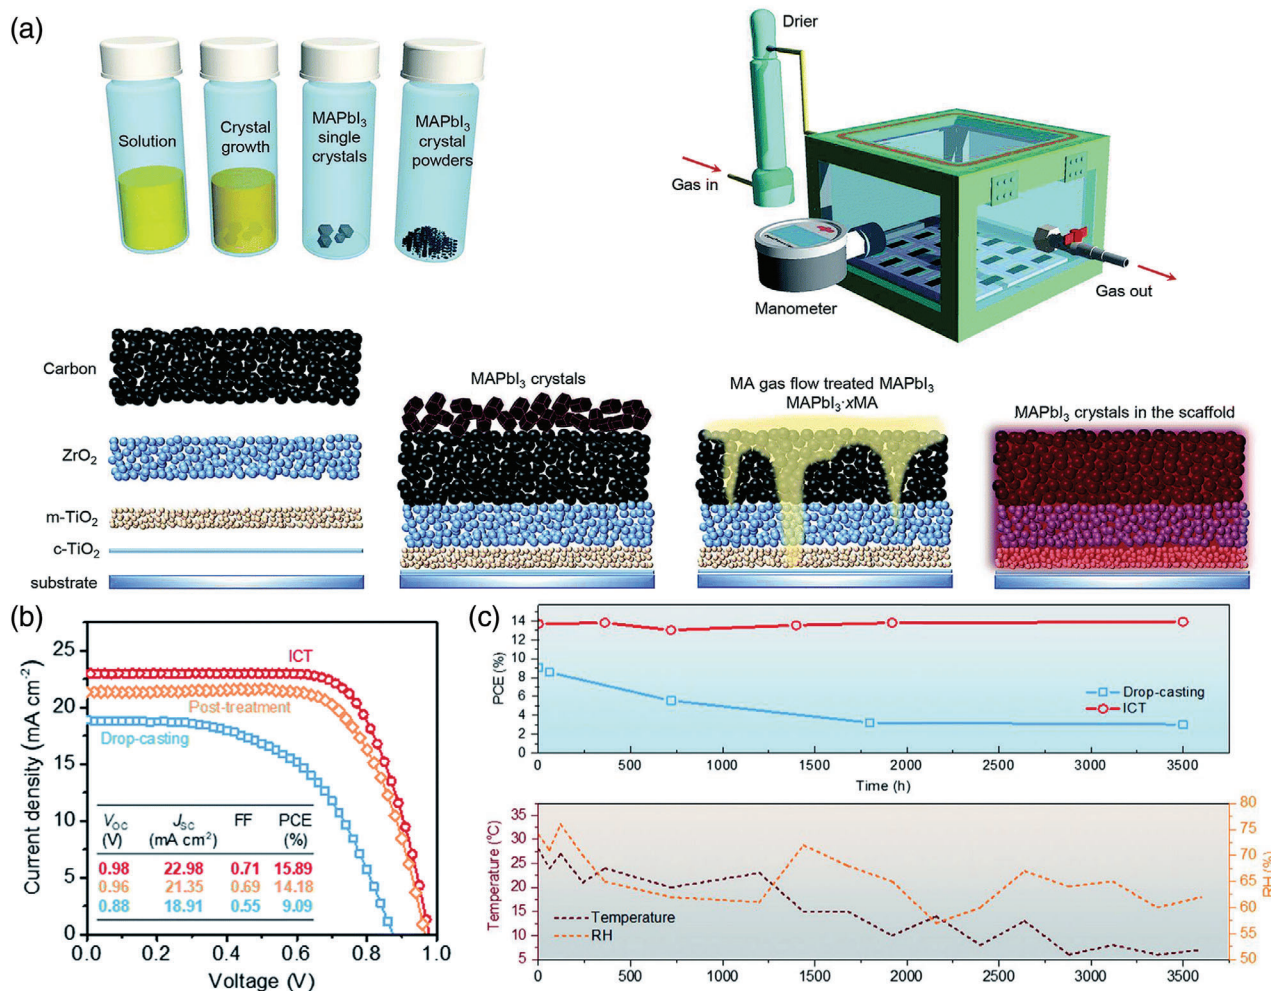 (a)
Solution
Crystal
growth
MAPbI₃
single
crystals
MAPbI₃
crystal
powders
Drier
Gas in
Manometer
Gas out
Carbon
ZrO₂
m-TiO₂
c-TiO₂
substrate
MAPbI₃ crystals
MA gas flow treated MAPbI₃
MAPbI₃·xMA
MAPbI₃ crystals in the scaffold
(b)
Current density (mA cm⁻²)
25
20
15
10
5
0
ICT
Post-treatment
Drop-casting
V_OC J_SC FF PCE
(V) (mA cm²) (%)
0.98 22.98 0.71 15.89
0.96 21.35 0.69 14.18
0.88 18.91 0.55 9.09
0.0 0.2 0.4 0.6 0.8 1.0
Voltage (V)
(c)
PCE (%)
14
12
10
8
6
4
2
0
Drop-casting
ICT
0 500 1000 1500 2000 2500 3000 3500
Time (h)
Temperature (°C)
35
30
25
20
15
10
5
Temperature
RH
80
75
70
65
60
55
50
RH (%)
0 500 1000 1500 2000 2500 3000 3500